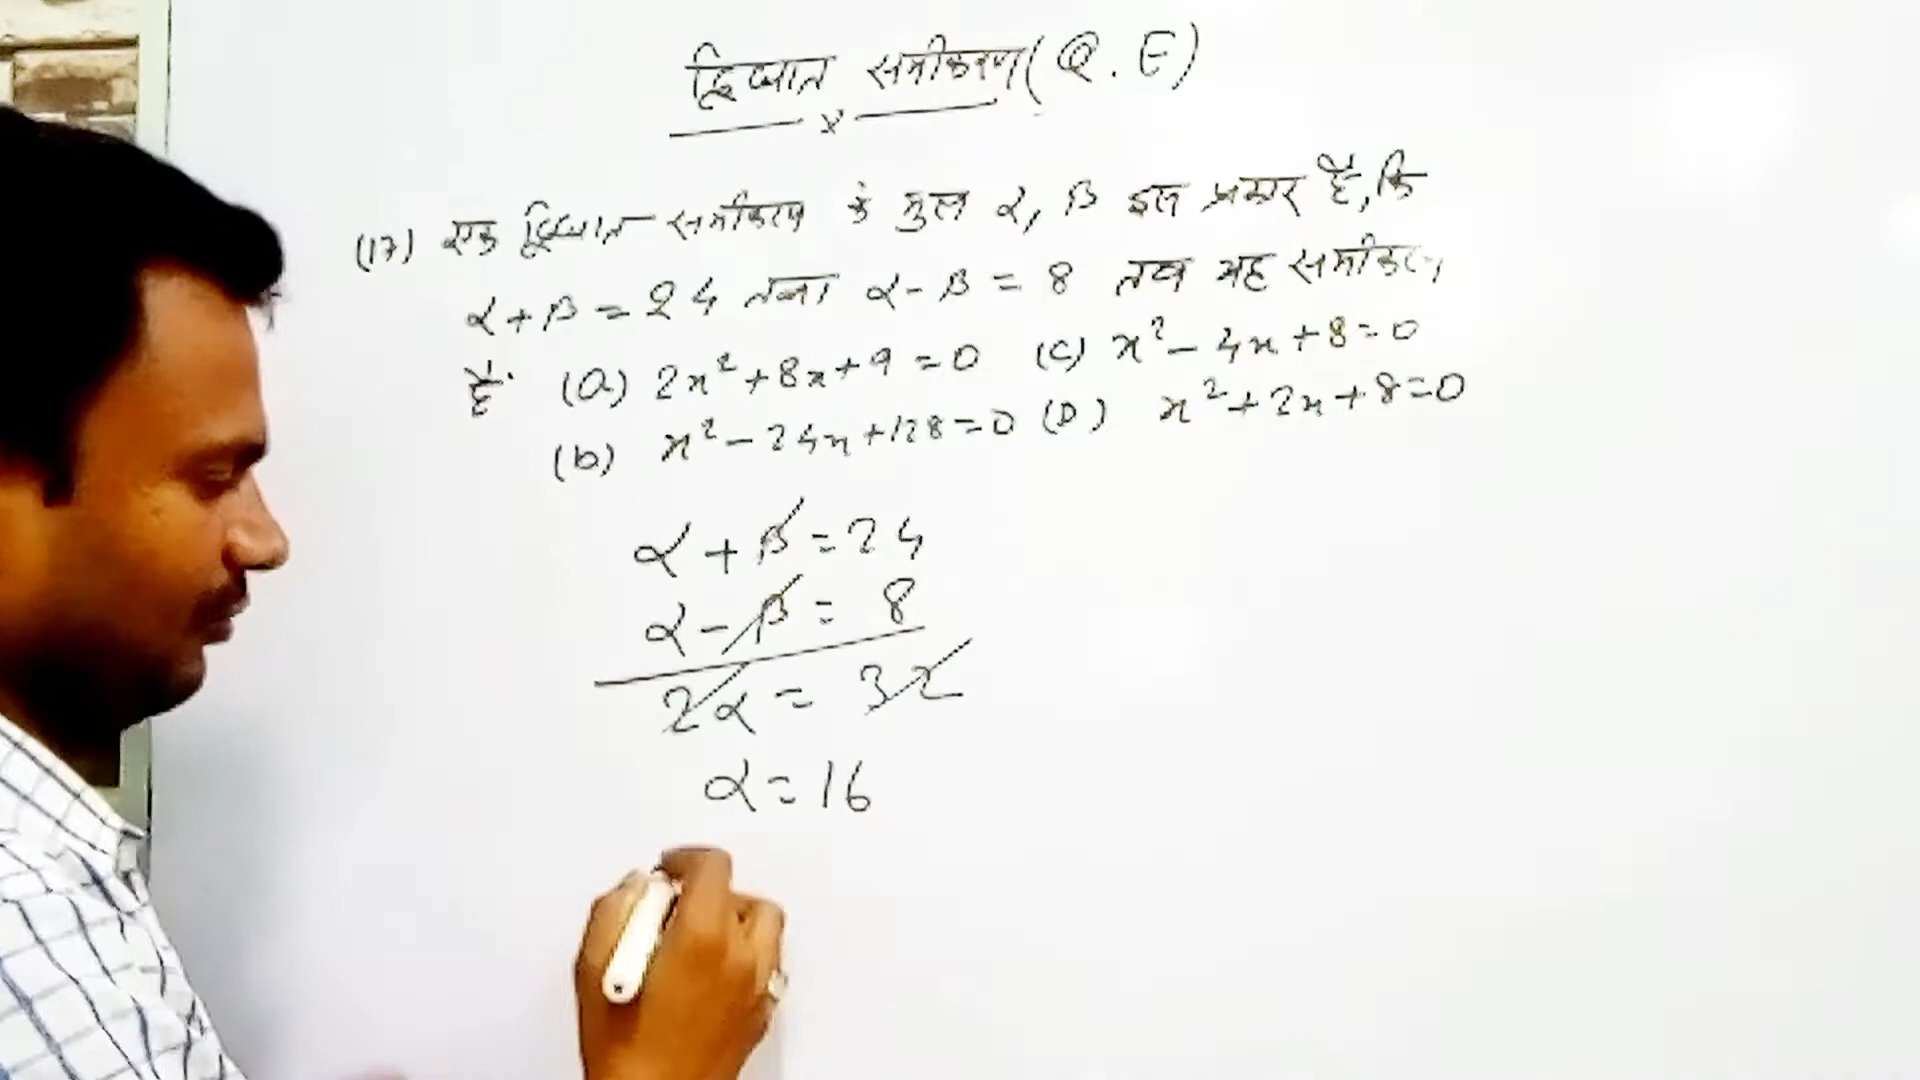 द्विघात समीकरण (Q.E)
(17) एक द्विघात समीकरण के मुल α, β इस प्रकार हैं, कि
α + β = 24 तथा α - β = 8 तब यह समीकरण
है. (a) 2x² + 8x + 9 = 0 (c) x² - 4x + 8 = 0
(b) x² - 24x + 128 = 0 (D) x² + 2x + 8 = 0
α + β = 24
α - β = 8
2α = 32
α = 16